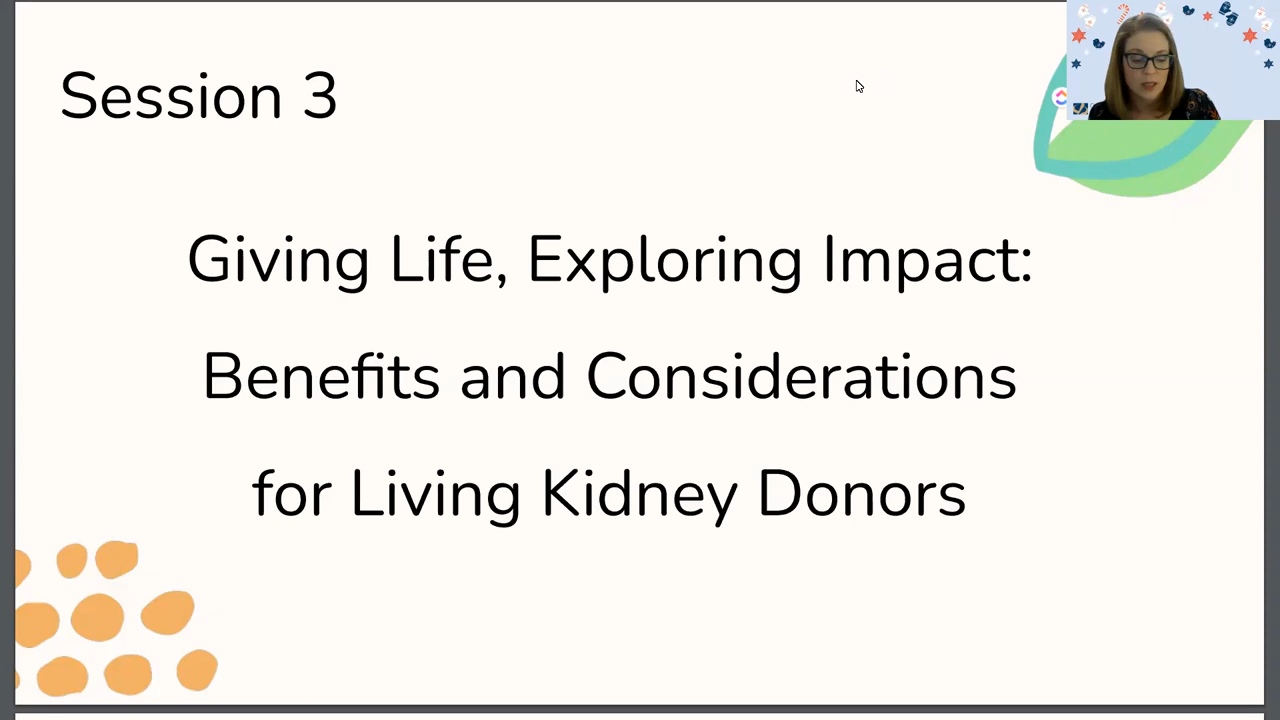 Session 3
Giving Life, Exploring Impact:
Benefits and Considerations
for Living Kidney Donors